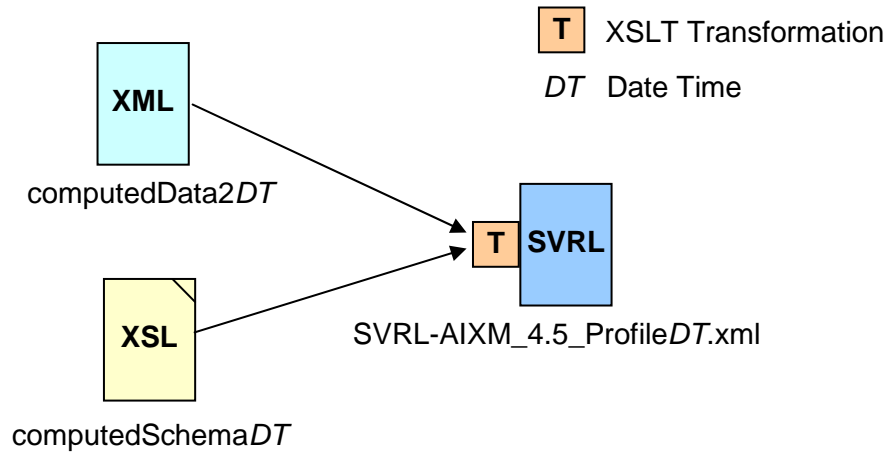 T XSLT Transformation
DT Date Time
XML
computedData2DT
T SVRL
SVRL-AIXM_4.5_ProfileDT.xml
XSL
computedSchemaDT